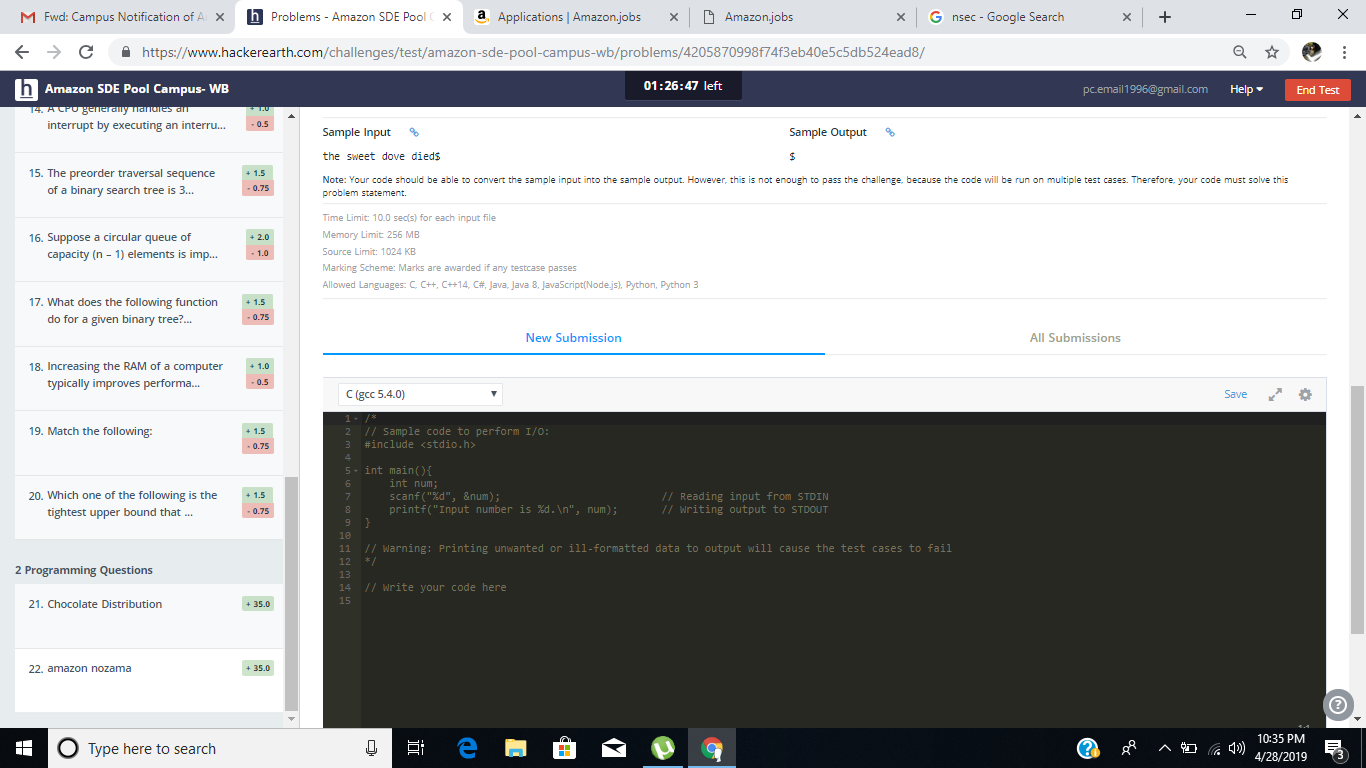 Fwd: Campus Notification of A
Problems - Amazon SDE Pool C
Applications | Amazon.jobs
Amazon.jobs
nsec - Google Search
https://www.hackerearth.com/challenges/test/amazon-sde-pool-campus-wb/problems/4205870998f74f3eb40e5c5db524ead8/
Amazon SDE Pool Campus- WB
01:26:47 left
pc.email1996@gmail.com
Help
End Test
14. A CPU generally handles an
interrupt by executing an interru...
+ 1.0
- 0.5
15. The preorder traversal sequence
of a binary search tree is 3...
+ 1.5
- 0.75
16. Suppose a circular queue of
capacity (n – 1) elements is imp...
+ 2.0
- 1.0
17. What does the following function
do for a given binary tree?...
+ 1.5
- 0.75
18. Increasing the RAM of a computer
typically improves performa...
+ 1.0
- 0.5
19. Match the following:
+ 1.5
- 0.75
20. Which one of the following is the
tightest upper bound that ...
+ 1.5
- 0.75
2 Programming Questions
21. Chocolate Distribution
+ 35.0
22. amazon nozama
+ 35.0
Sample Input
the sweet dove died$
Sample Output
$
Note: Your code should be able to convert the sample input into the sample output. However, this is not enough to pass the challenge, because the code will be run on multiple test cases. Therefore, your code must solve this
problem statement.
Time Limit: 10.0 sec(s) for each input file
Memory Limit: 256 MB
Source Limit: 1024 KB
Marking Scheme: Marks are awarded if any testcase passes
Allowed Languages: C, C++, C++14, C#, Java, Java 8, JavaScript(Node.js), Python, Python 3
New Submission
All Submissions
C (gcc 5.4.0)
Save
1 /*
2 // Sample code to perform I/O:
3 #include <stdio.h>
4
5 int main(){
6 int num;
7 scanf("%d", &num); // Reading input from STDIN
8 printf("Input number is %d.\n", num); // Writing output to STDOUT
9 }
10
11 // Warning: Printing unwanted or ill-formatted data to output will cause the test cases to fail
12 */
13
14 // Write your code here
15
1:1
Type here to search
10:35 PM
4/28/2019
3